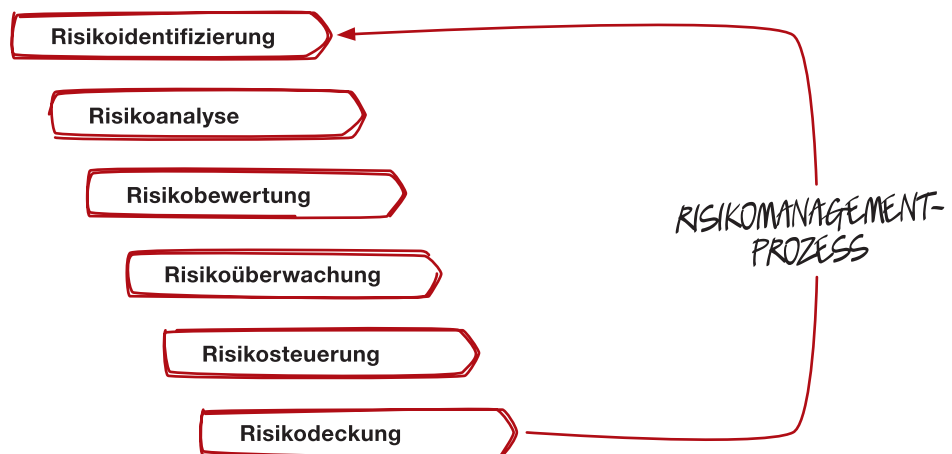 Risikoidentifizierung
Risikoanalyse
Risikobewertung
RISIKOMANAGEMENT-
PROZESS
Risikoüberwachung
Risikosteuerung
Risikodeckung